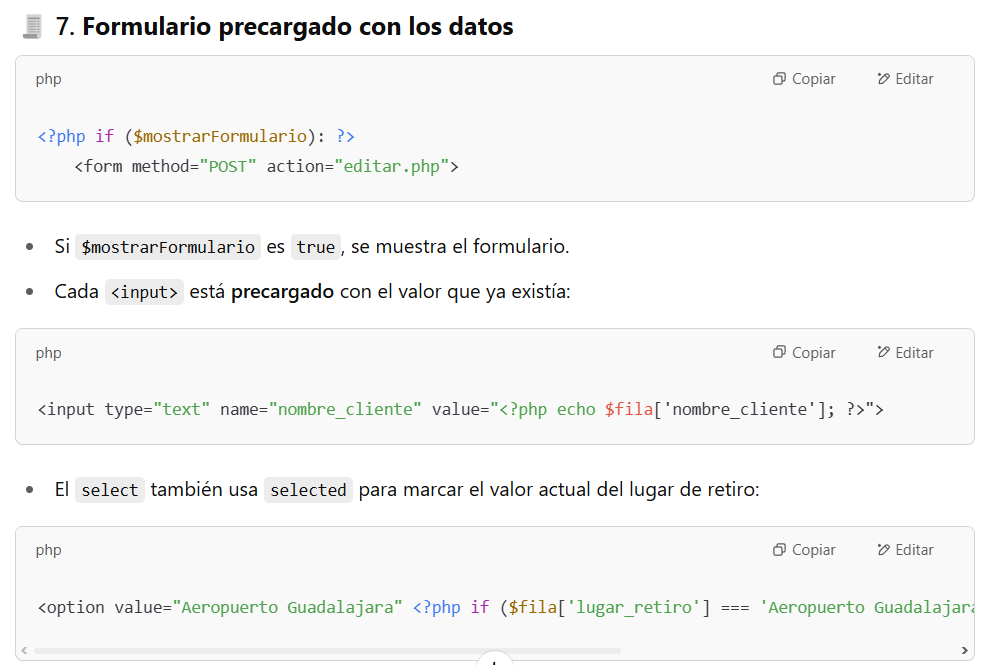 7. Formulario precargado con los datos
php Copiar Editar
<?php if ($mostrarFormulario): ?>
<form method="POST" action="editar.php">
Si $mostrarFormulario es true, se muestra el formulario.
Cada <input> está precargado con el valor que ya existía:
php Copiar Editar
<input type="text" name="nombre_cliente" value="<?php echo $fila['nombre_cliente']; ?>">
El select también usa selected para marcar el valor actual del lugar de retiro:
php Copiar Editar
<option value="Aeropuerto Guadalajara" <?php if ($fila['lugar_retiro'] === 'Aeropuerto Guadalajara